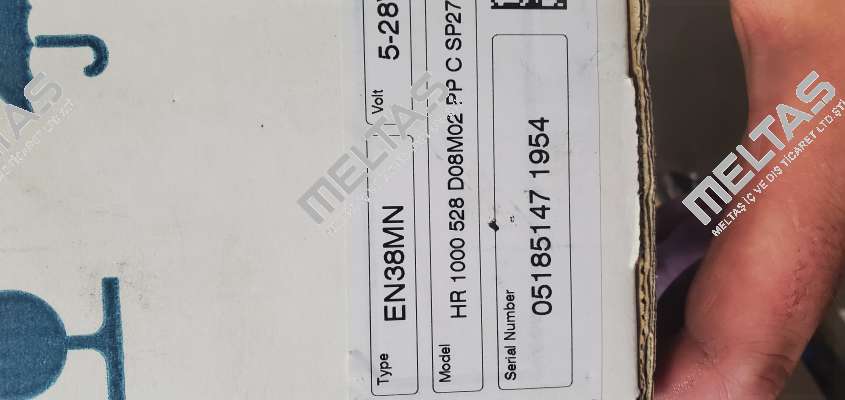 Type
EN38MN
Volt
5-28
Model
HR 1000 528 D08M02 PP C SP27
Serial Number
05185147 1954
MELTAŞ
MELTAŞ İÇ VE DIŞ TİCARET LTD.ŞTİ
MELTAŞ